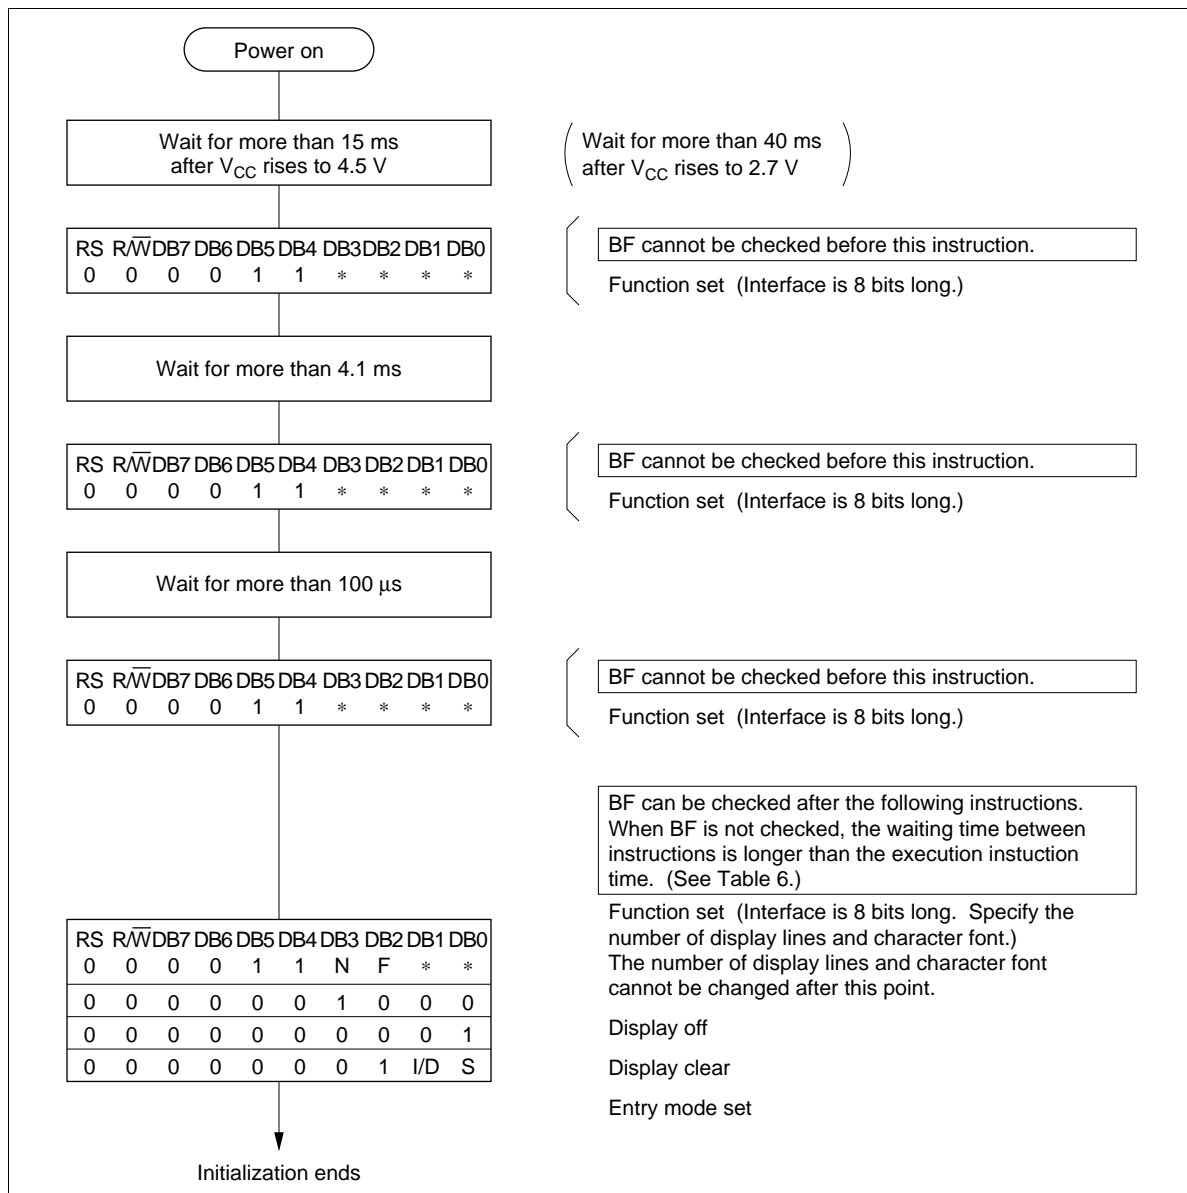 Power on
Wait for more than 15 ms
after VCC rises to 4.5 V
Wait for more than 40 ms
after VCC rises to 2.7 V
RS R/W̅ DB7 DB6 DB5 DB4 DB3 DB2 DB1 DB0
0 0 0 0 1 1 * * * *
BF cannot be checked before this instruction.
Function set (Interface is 8 bits long.)
Wait for more than 4.1 ms
RS R/W̅ DB7 DB6 DB5 DB4 DB3 DB2 DB1 DB0
0 0 0 0 1 1 * * * *
BF cannot be checked before this instruction.
Function set (Interface is 8 bits long.)
Wait for more than 100 µs
RS R/W̅ DB7 DB6 DB5 DB4 DB3 DB2 DB1 DB0
0 0 0 0 1 1 * * * *
BF cannot be checked before this instruction.
Function set (Interface is 8 bits long.)
BF can be checked after the following instructions.
When BF is not checked, the waiting time between
instructions is longer than the execution instuction
time. (See Table 6.)
RS R/W̅ DB7 DB6 DB5 DB4 DB3 DB2 DB1 DB0
0 0 0 0 1 1 N F * *
0 0 0 0 0 0 1 0 0 0
0 0 0 0 0 0 0 0 0 1
0 0 0 0 0 0 0 1 I/D S
Function set (Interface is 8 bits long. Specify the
number of display lines and character font.)
The number of display lines and character font
cannot be changed after this point.
Display off
Display clear
Entry mode set
Initialization ends